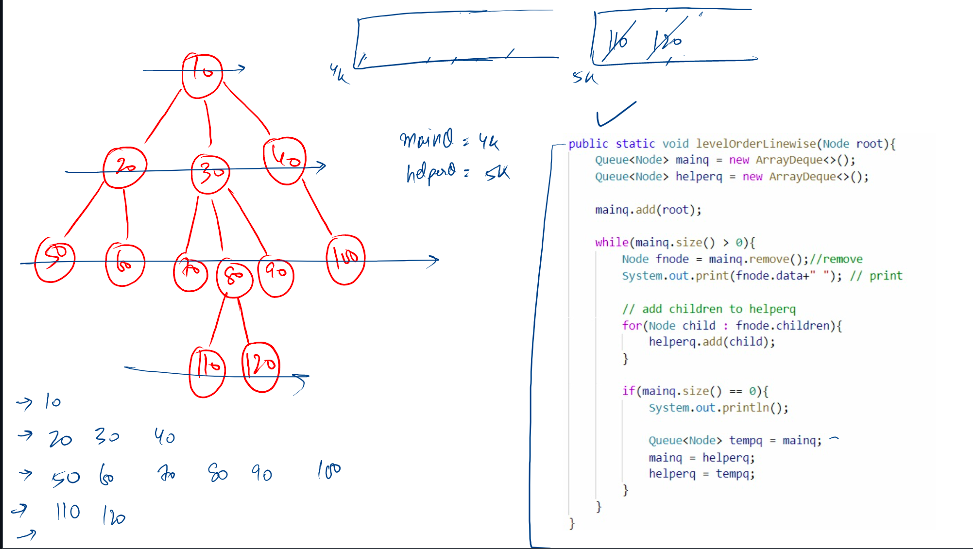 110 120
4k
5k
10
mainQ = 4k
helperQ = 5k
20 30 40
50 60 70 80 90 100
110 120
→ 10
→ 20 30 40
→ 50 60 70 80 90 100
→ 110 120
→
public static void levelOrderLinewise(Node root){
Queue<Node> mainq = new ArrayDeque<>();
Queue<Node> helperq = new ArrayDeque<>();
mainq.add(root);
while(mainq.size() > 0){
Node fnode = mainq.remove();//remove
System.out.print(fnode.data+" "); // print
// add children to helperq
for(Node child : fnode.children){
helperq.add(child);
}
if(mainq.size() == 0){
System.out.println();
Queue<Node> tempq = mainq;
mainq = helperq;
helperq = tempq;
}
}
}